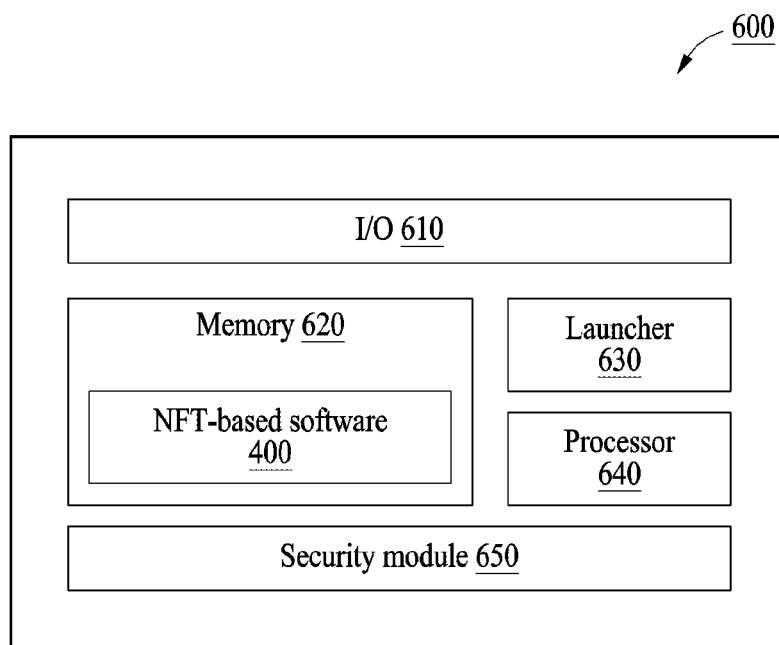 600
I/O 610
Memory 620
Launcher
630
NFT-based software
400
Processor
640
Security module 650